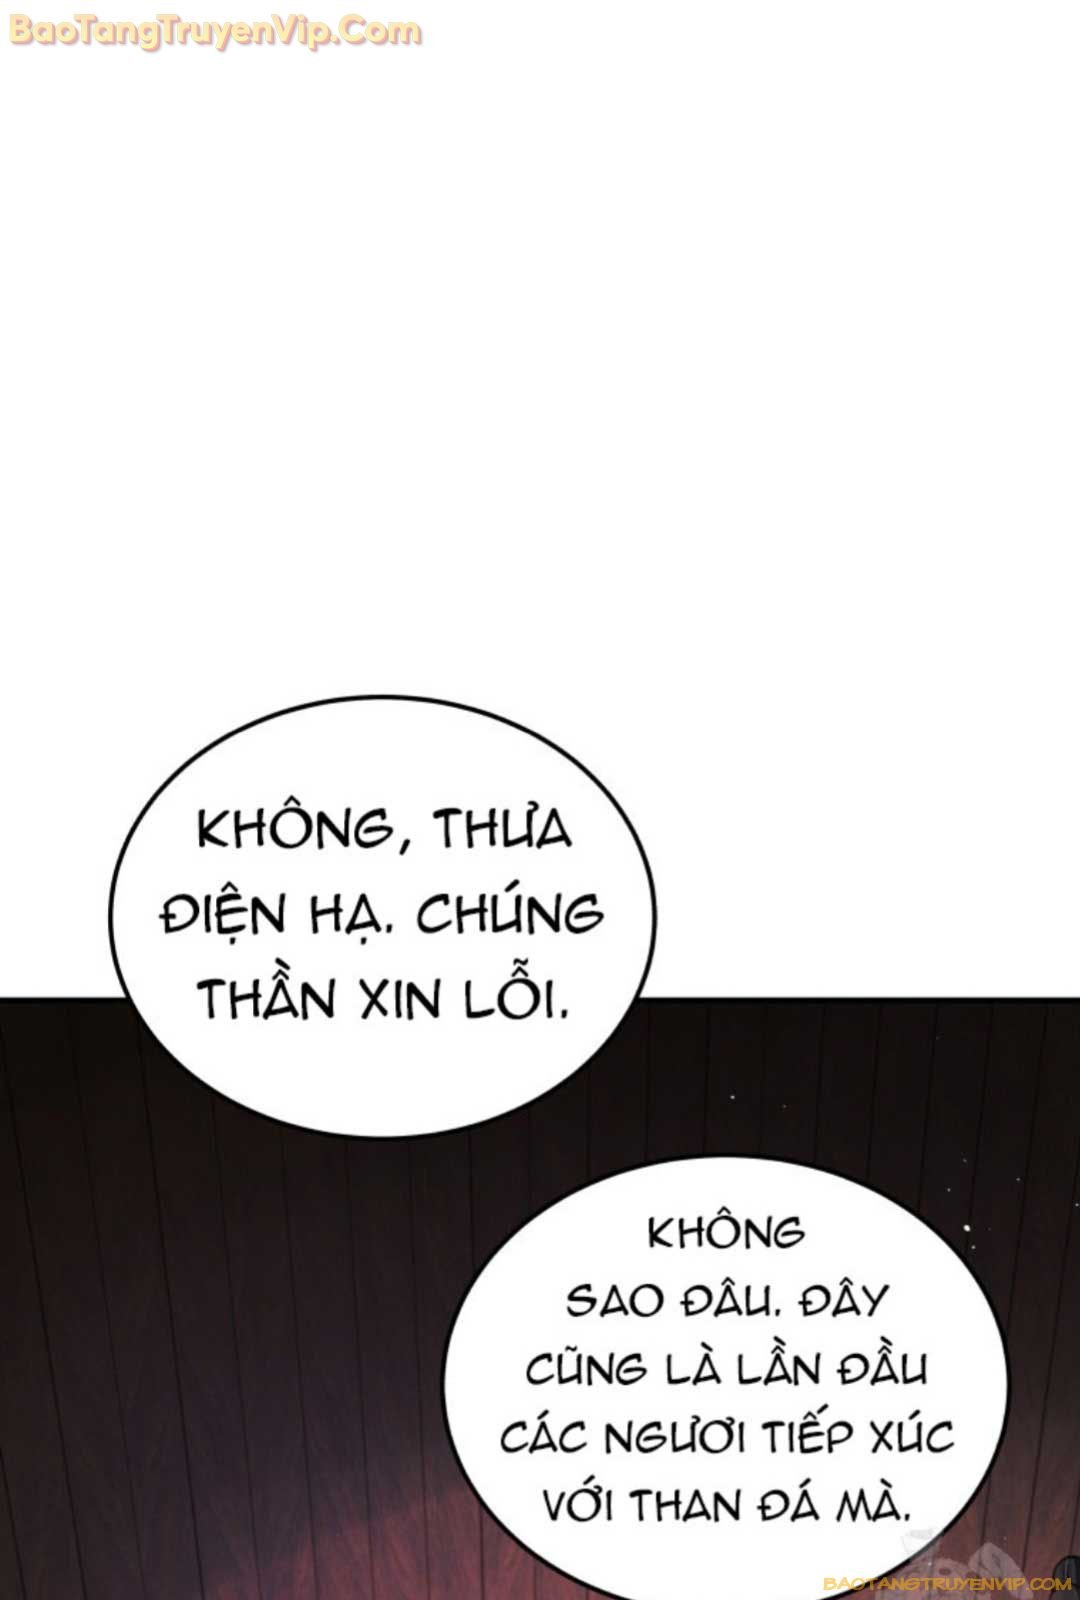 BaoTangTruyenVip.Com
KHÔNG, THƯA
ĐIỆN HẠ. CHÚNG
THẦN XIN LỖI.
KHÔNG
SAO ĐÂU. ĐÂY
CŨNG LÀ LẦN ĐẦU
CÁC NGƯƠI TIẾP XÚC
VỚI THAN ĐÁ MÀ.
BAOTANGTRUYENVIP.COM